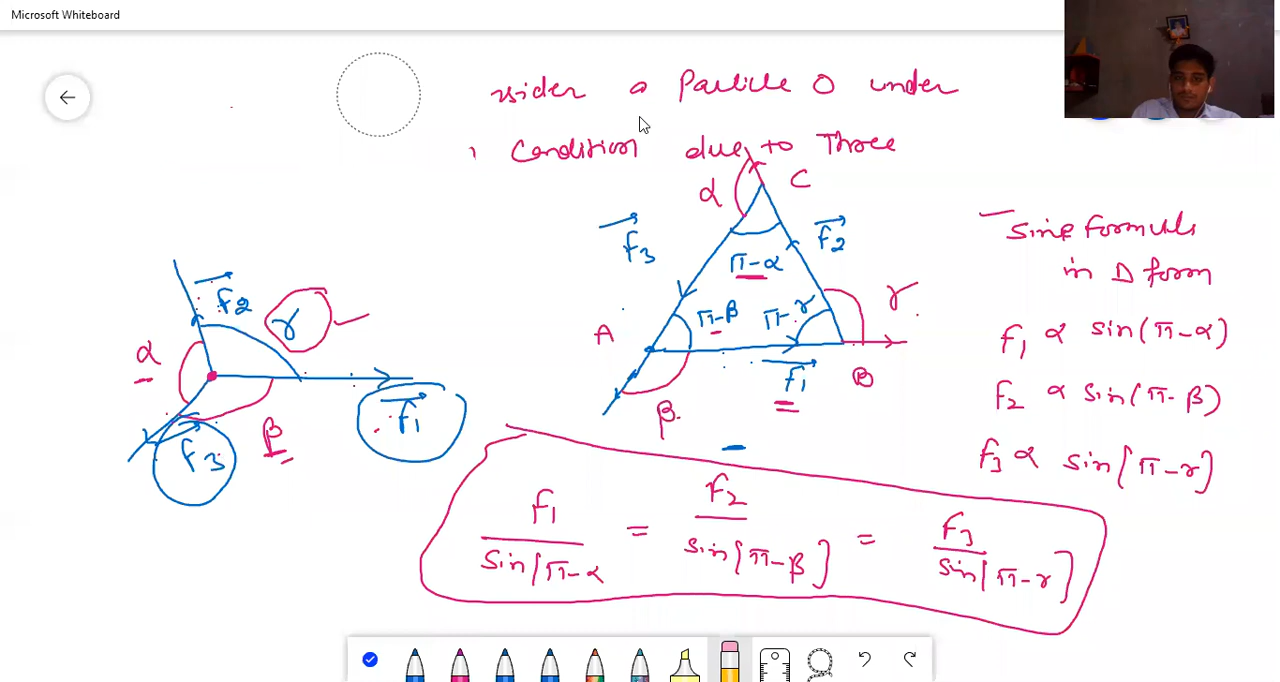 Microsoft Whiteboard
sider a Particle O under
Condition due to Three
C
α
F3
F2
π-α
π-β
π-γ
γ
A
F1
B
β
Sine formula
in Δ form
F1 α sin(π-α)
F2 α sin(π-β)
F3 α sin(π-γ)
F2
γ
α
F1
β
F3
F1 = F2 = F3
sin(π-α sin(π-β) sin(π-γ)